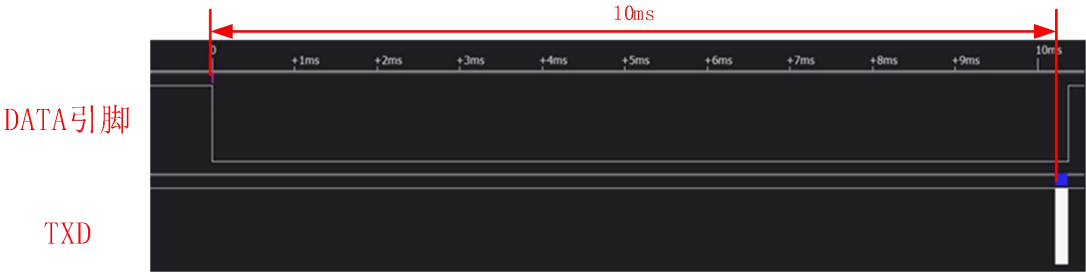 10ms
0 +1ms +2ms +3ms +4ms +5ms +6ms +7ms +8ms +9ms 10ms
DATA引脚
TXD